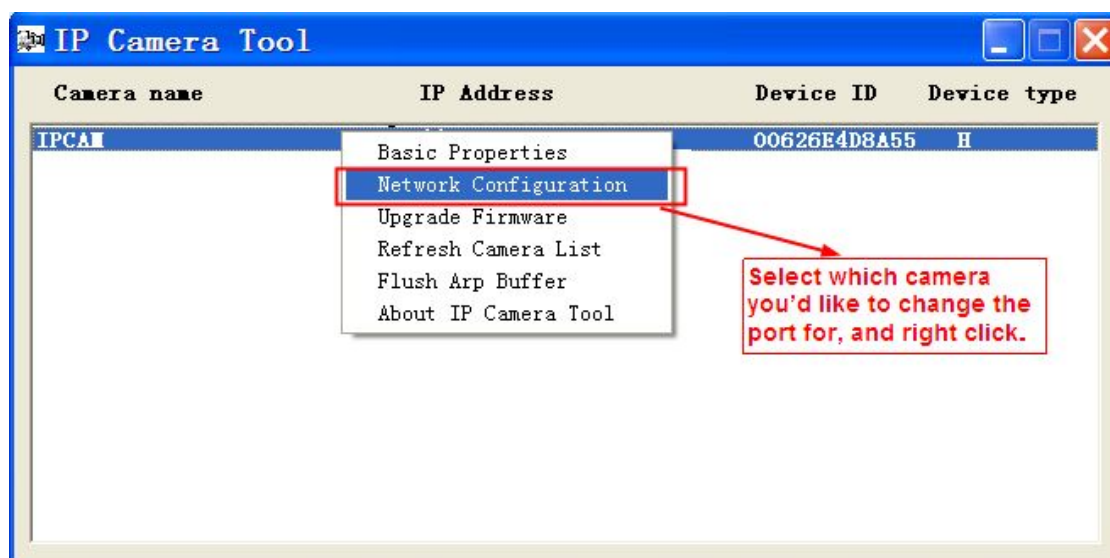 IP Camera Tool
Camera name IP Address Device ID Device type
IPCAM 00626E4D8A55 H
Basic Properties
Network Configuration
Upgrade Firmware
Refresh Camera List
Flush Arp Buffer
About IP Camera Tool
Select which camera
you'd like to change the
port for, and right click.